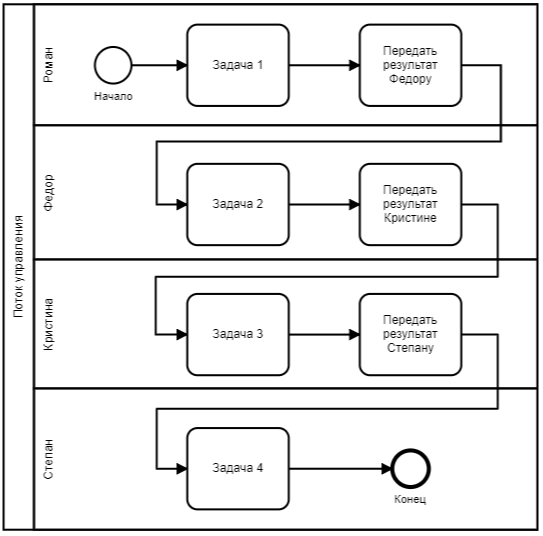 Поток управления
Роман
Начало
Задача 1
Передать
результат
Федору
Федор
Задача 2
Передать
результат
Кристине
Кристина
Задача 3
Передать
результат
Степану
Степан
Задача 4
Конец